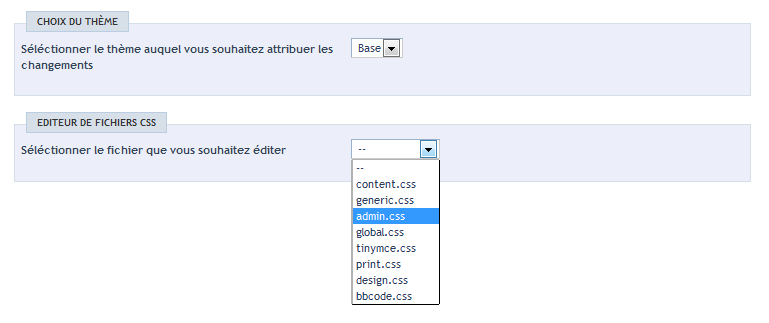 CHOIX DU THÈME
Séléctionner le thème auquel vous souhaitez attribuer les
changements
Base
EDITEUR DE FICHIERS CSS
Séléctionner le fichier que vous souhaitez éditer
--
--
content.css
generic.css
admin.css
global.css
tinymce.css
print.css
design.css
bbcode.css